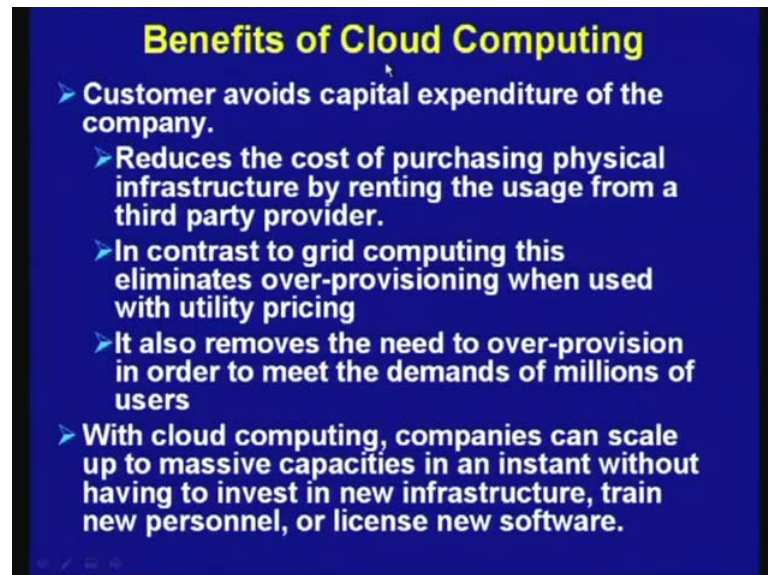 Benefits of Cloud Computing
➢ Customer avoids capital expenditure of the
company.
➢Reduces the cost of purchasing physical
infrastructure by renting the usage from a
third party provider.
➢In contrast to grid computing this
eliminates over-provisioning when used
with utility pricing
➢It also removes the need to over-provision
in order to meet the demands of millions of
users
➢ With cloud computing, companies can scale
up to massive capacities in an instant without
having to invest in new infrastructure, train
new personnel, or license new software.